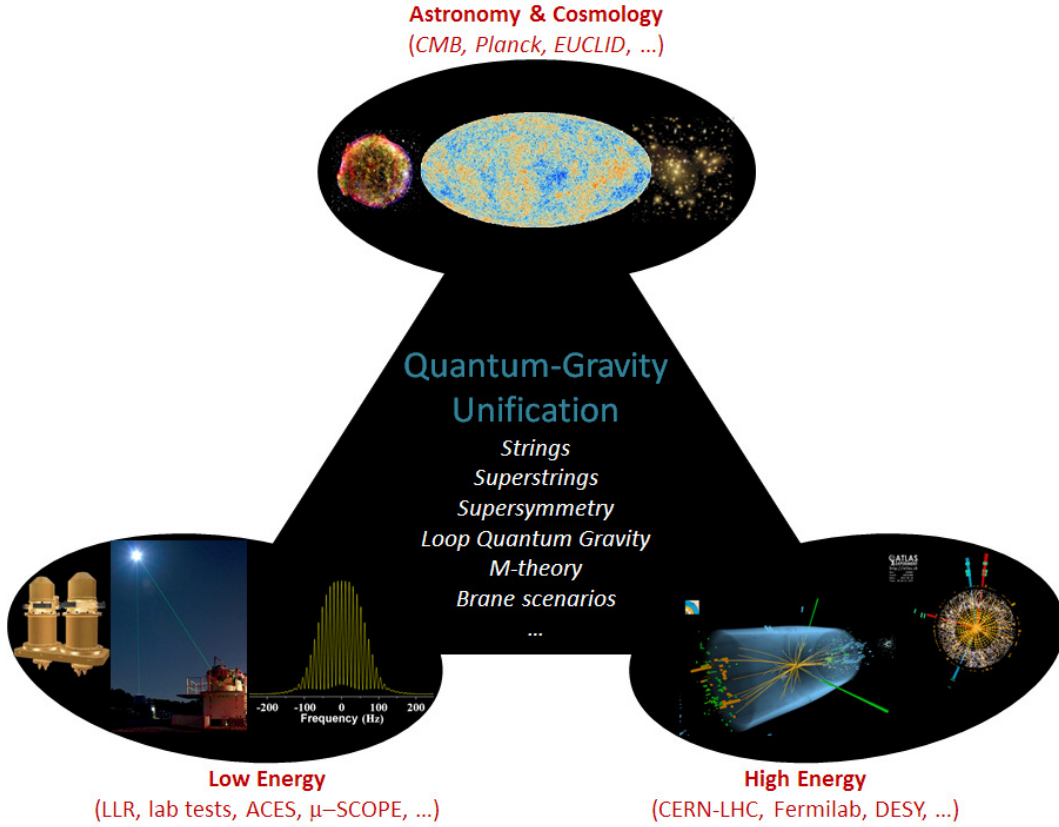 Astronomy & Cosmology
(CMB, Planck, EUCLID, ...)
Quantum-Gravity
Unification
Strings
Superstrings
Supersymmetry
Loop Quantum Gravity
M-theory
Brane scenarios
...
ATLAS
EXPERIMENT
-200 -100 0 100 200
Frequency (Hz)
Low Energy
(LLR, lab tests, ACES, μ–SCOPE, ...)
High Energy
(CERN-LHC, Fermilab, DESY, ...)